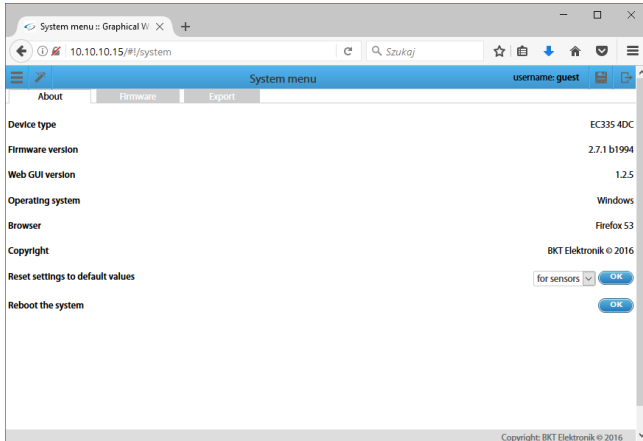 System menu :: Graphical W
10.10.10.15/#!/system
Szukaj
System menu
username: guest
About
Firmware
Export
Device type
EC335 4DC
Firmware version
2.7.1 b1994
Web GUI version
1.2.5
Operating system
Windows
Browser
Firefox 53
Copyright
BKT Elektronik © 2016
Reset settings to default values
for sensors
OK
Reboot the system
OK
Copyright: BKT Elektronik © 2016